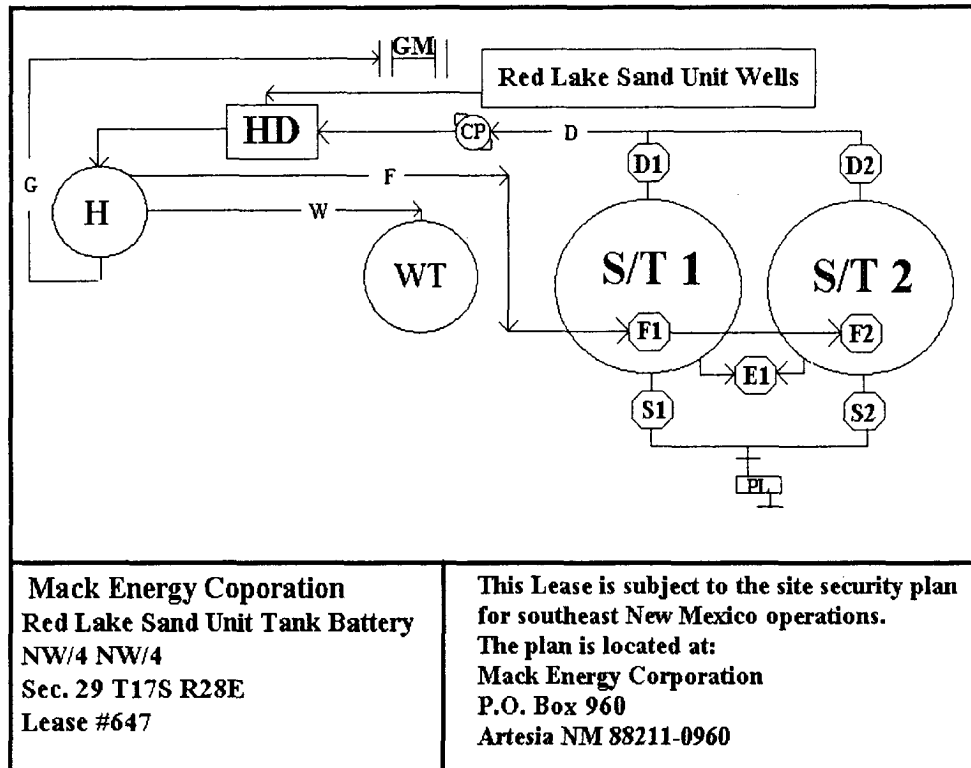 GM
Red Lake Sand Unit Wells
HD
CP
D
D1
D2
G
H
F
W
WT
S/T 1
S/T 2
F1
F2
E1
S1
S2
PL
Mack Energy Coporation
Red Lake Sand Unit Tank Battery
NW/4 NW/4
Sec. 29 T17S R28E
Lease #647
This Lease is subject to the site security plan
for southeast New Mexico operations.
The plan is located at:
Mack Energy Corporation
P.O. Box 960
Artesia NM 88211-0960